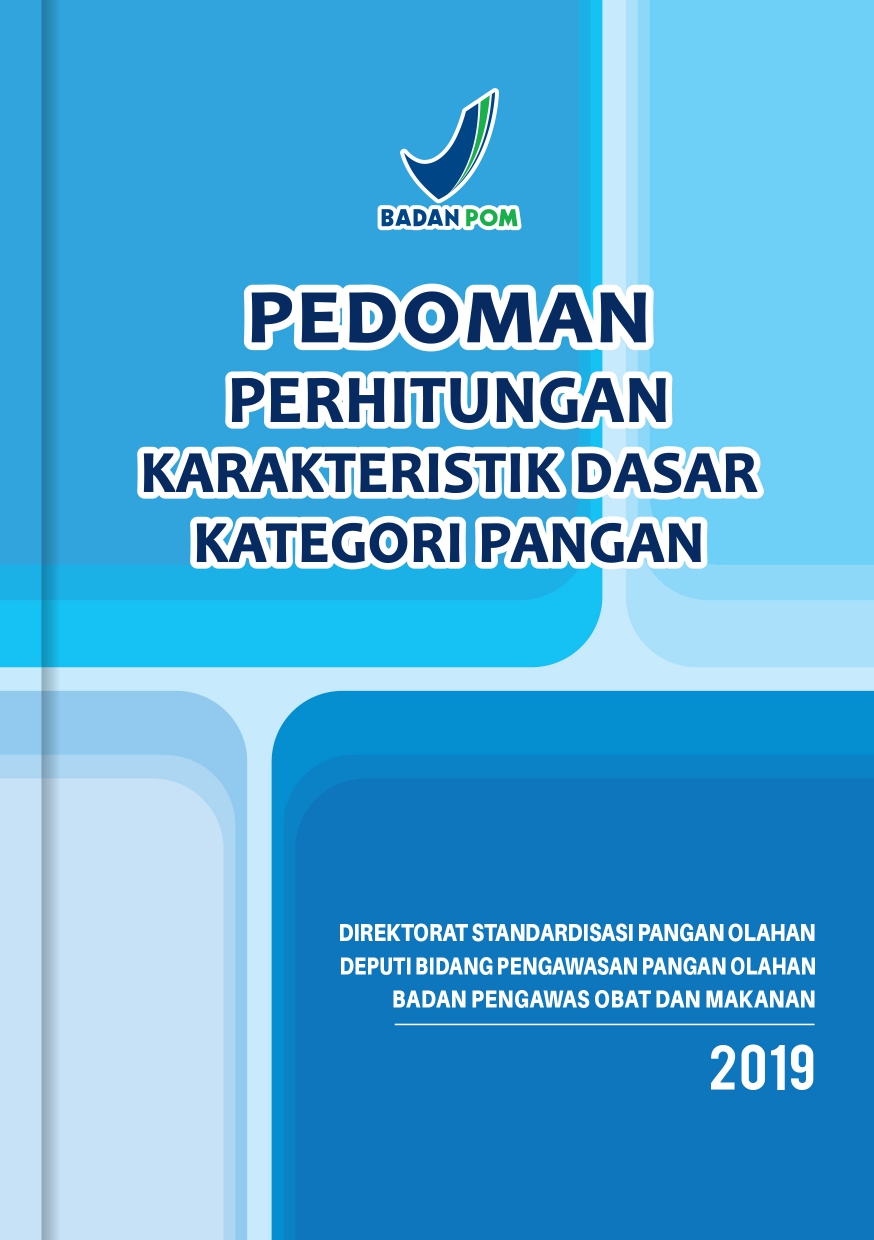 BADAN POM
PEDOMAN
PERHITUNGAN
KARAKTERISTIK DASAR
KATEGORI PANGAN
DIREKTORAT STANDARDISASI PANGAN OLAHAN
DEPUTI BIDANG PENGAWASAN PANGAN OLAHAN
BADAN PENGAWAS OBAT DAN MAKANAN
2019